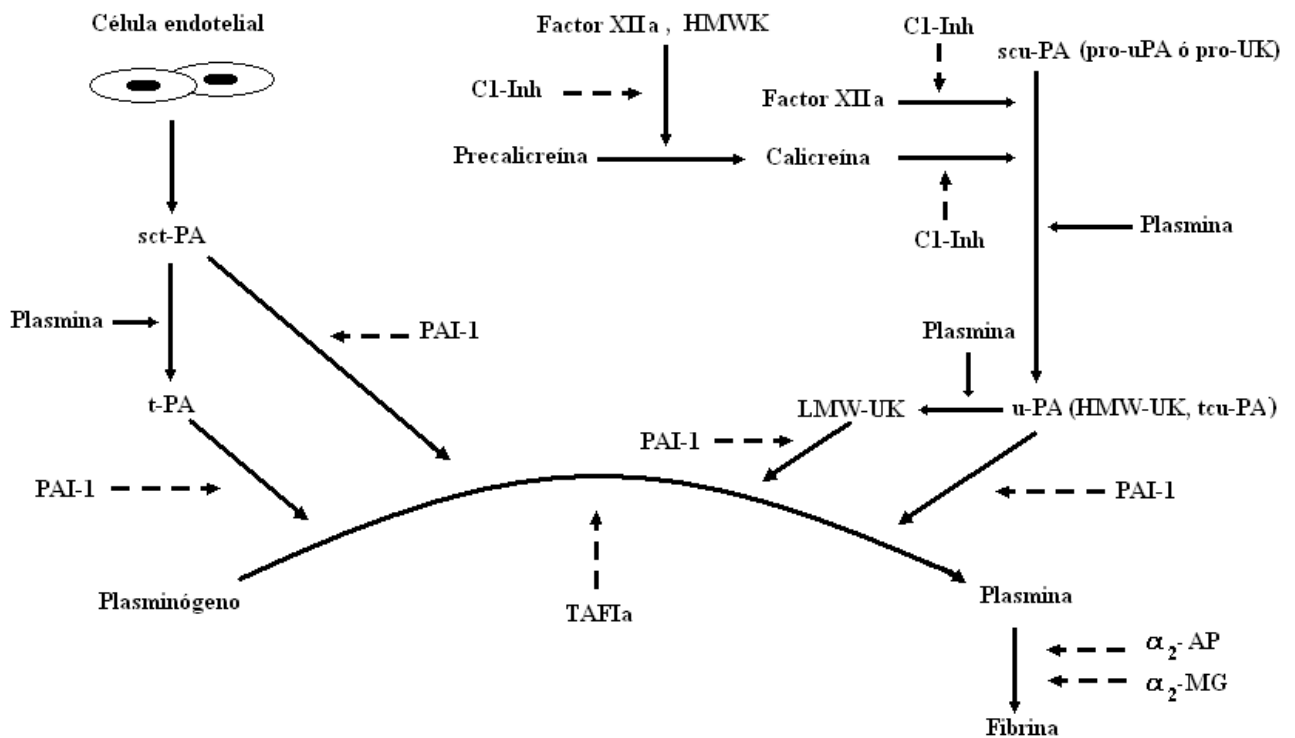 Célula endotelial
Factor XIIa , HMWK
C1-Inh
scu-PA (pro-uPA ó pro-UK)
C1-Inh
Factor XIIa
Precalicreína
Calicreína
C1-Inh
Plasmina
sct-PA
Plasmina
PAI-1
Plasmina
t-PA
LMW-UK
u-PA (HMW-UK, tcu-PA)
PAI-1
PAI-1
PAI-1
Plasminógeno
TAFIa
Plasmina
α2- AP
α2-MG
Fibrina